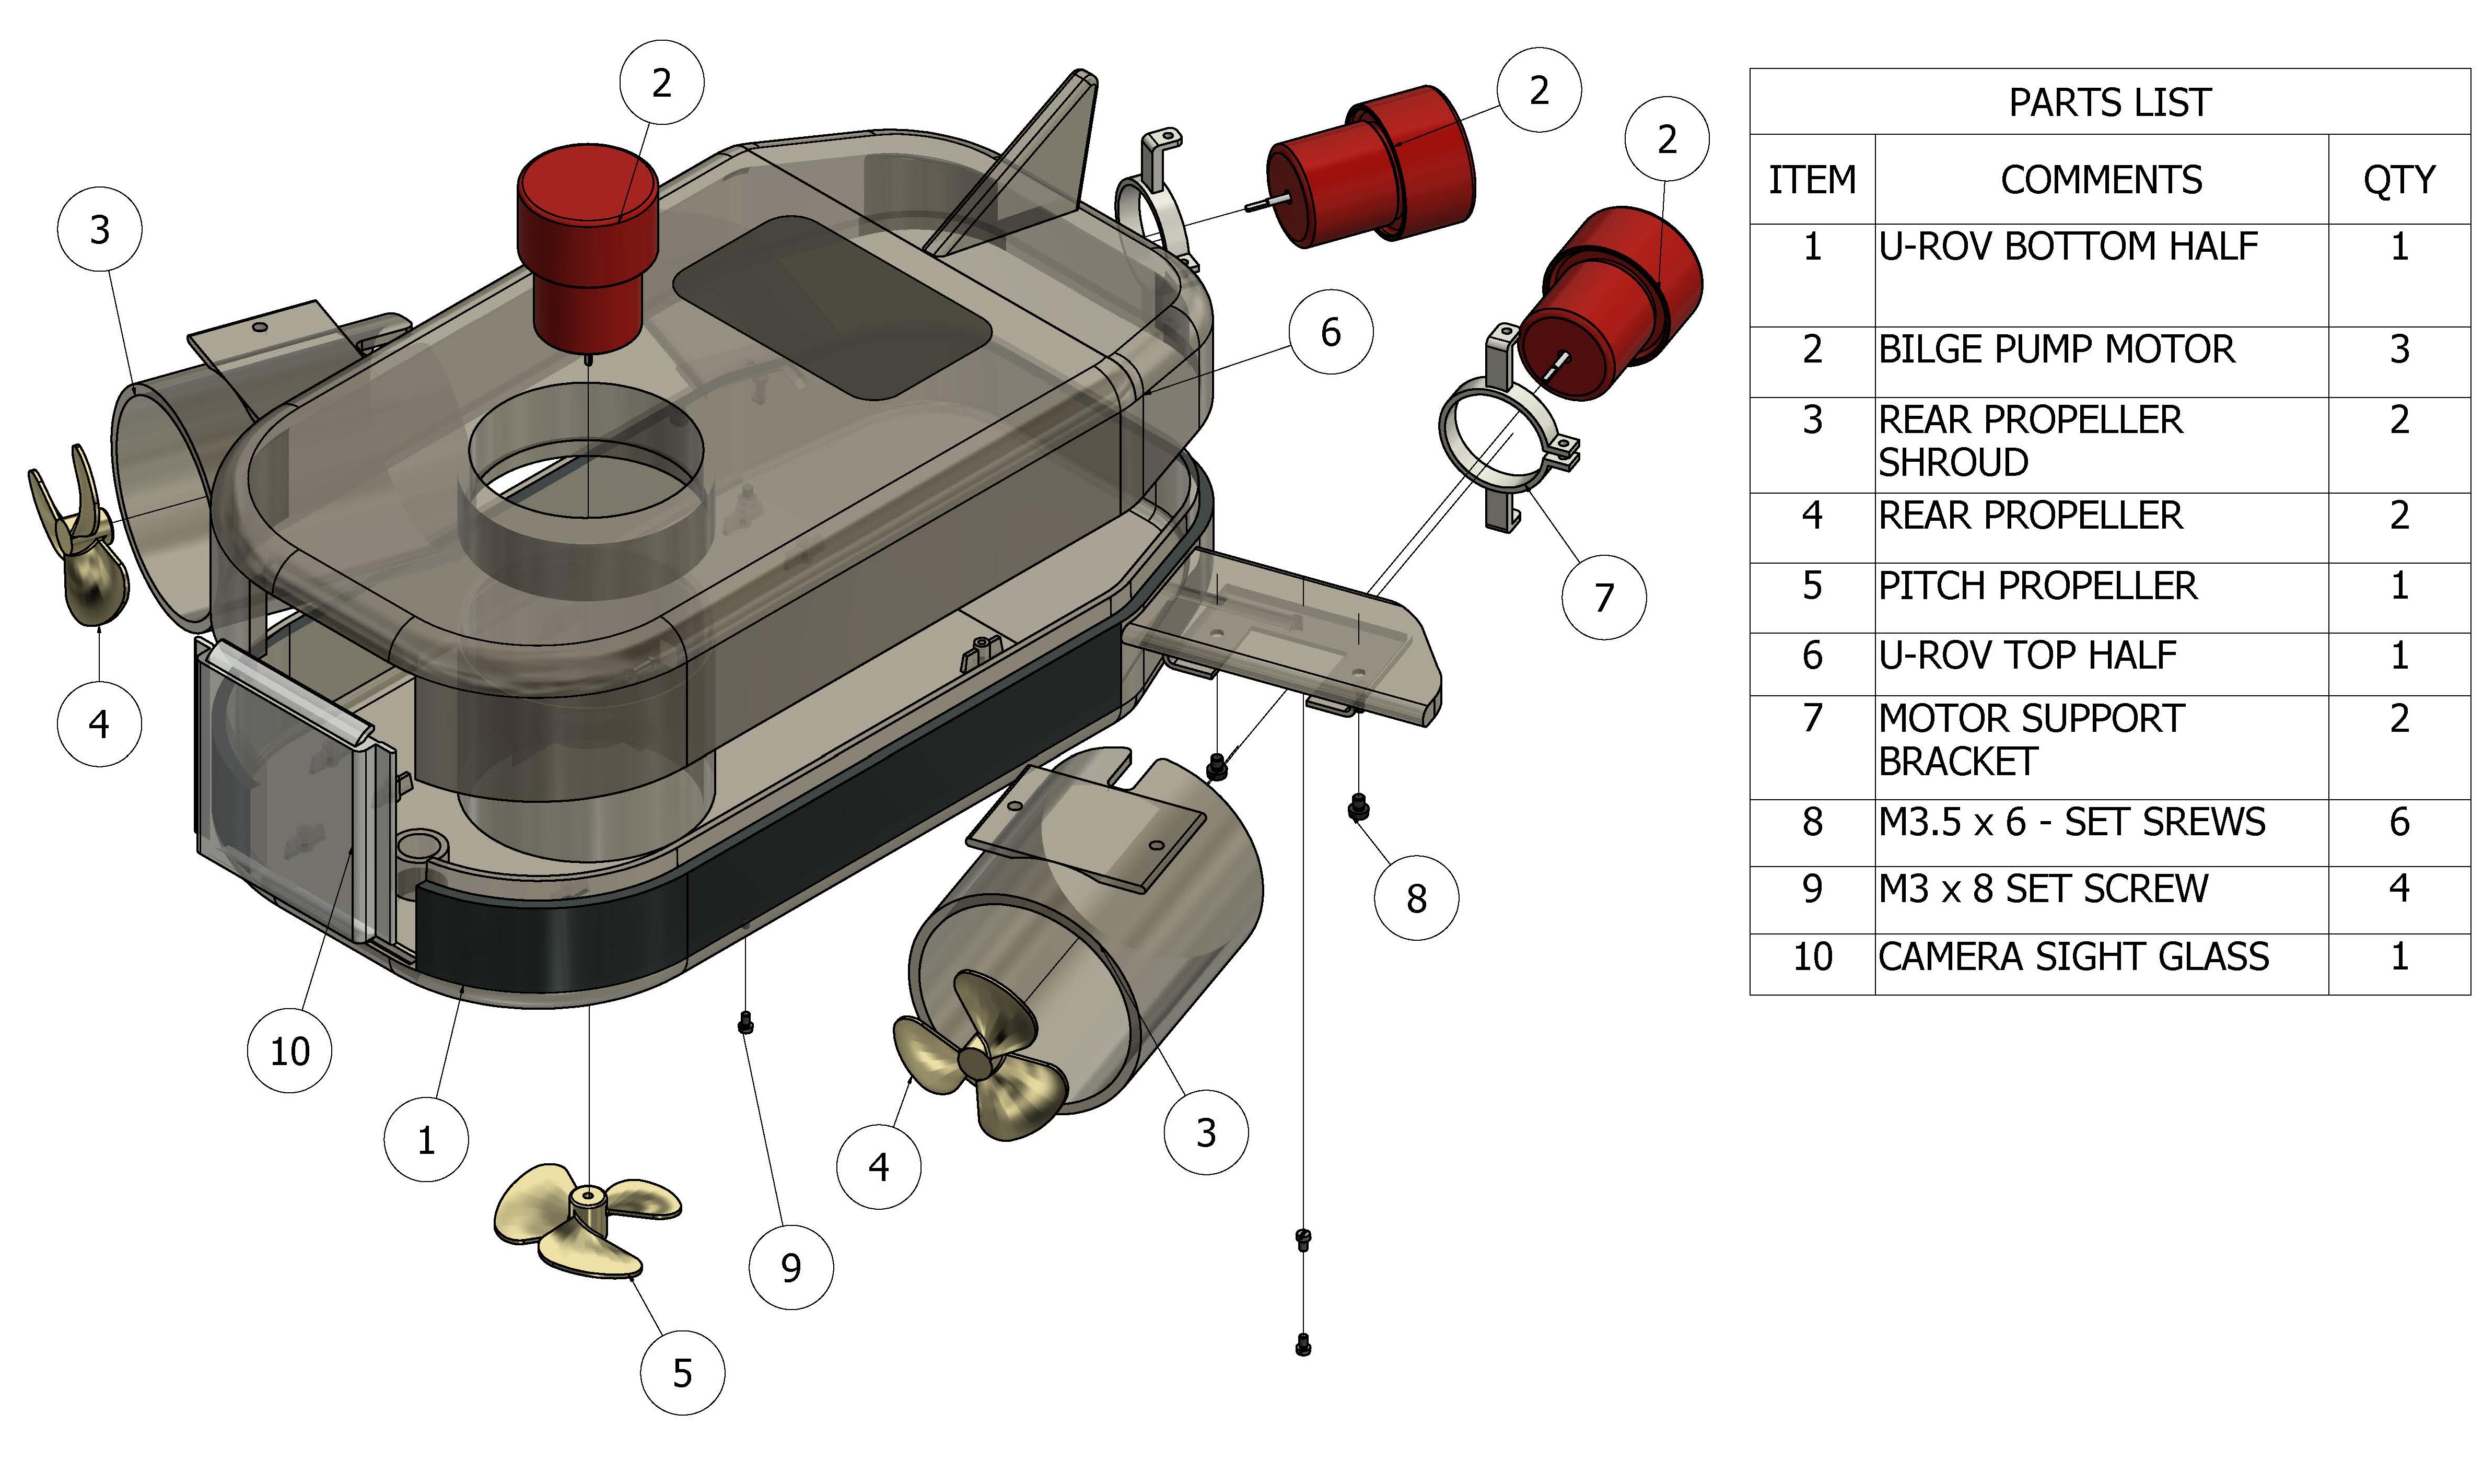 2
2
2
3
6
7
4
8
10
1
4
3
9
5
PARTS LIST
ITEM COMMENTS QTY
1 U-ROV BOTTOM HALF 1
2 BILGE PUMP MOTOR 3
3 REAR PROPELLER 2
SHROUD
4 REAR PROPELLER 2
5 PITCH PROPELLER 1
6 U-ROV TOP HALF 1
7 MOTOR SUPPORT 2
BRACKET
8 M3.5 x 6 - SET SREWS 6
9 M3 x 8 SET SCREW 4
10 CAMERA SIGHT GLASS 1